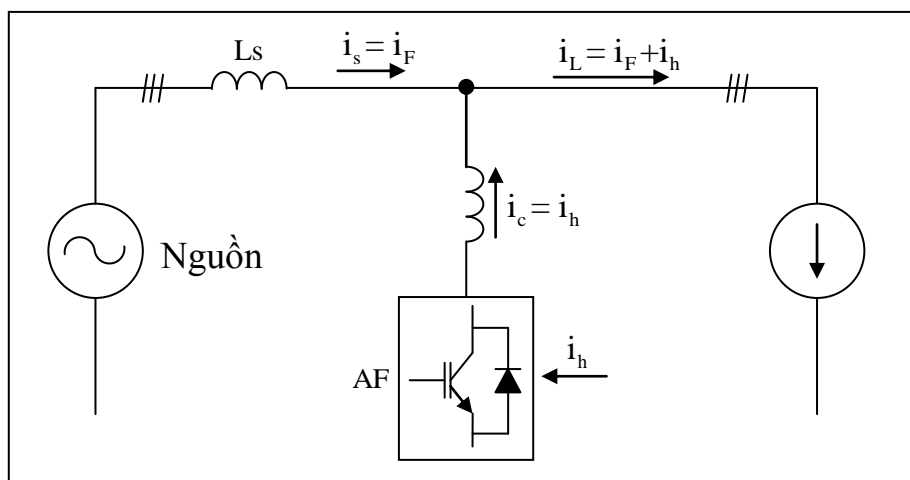 Ls
i_s = i_F
i_L = i_F + i_h
i_c = i_h
Nguồn
AF
i_h